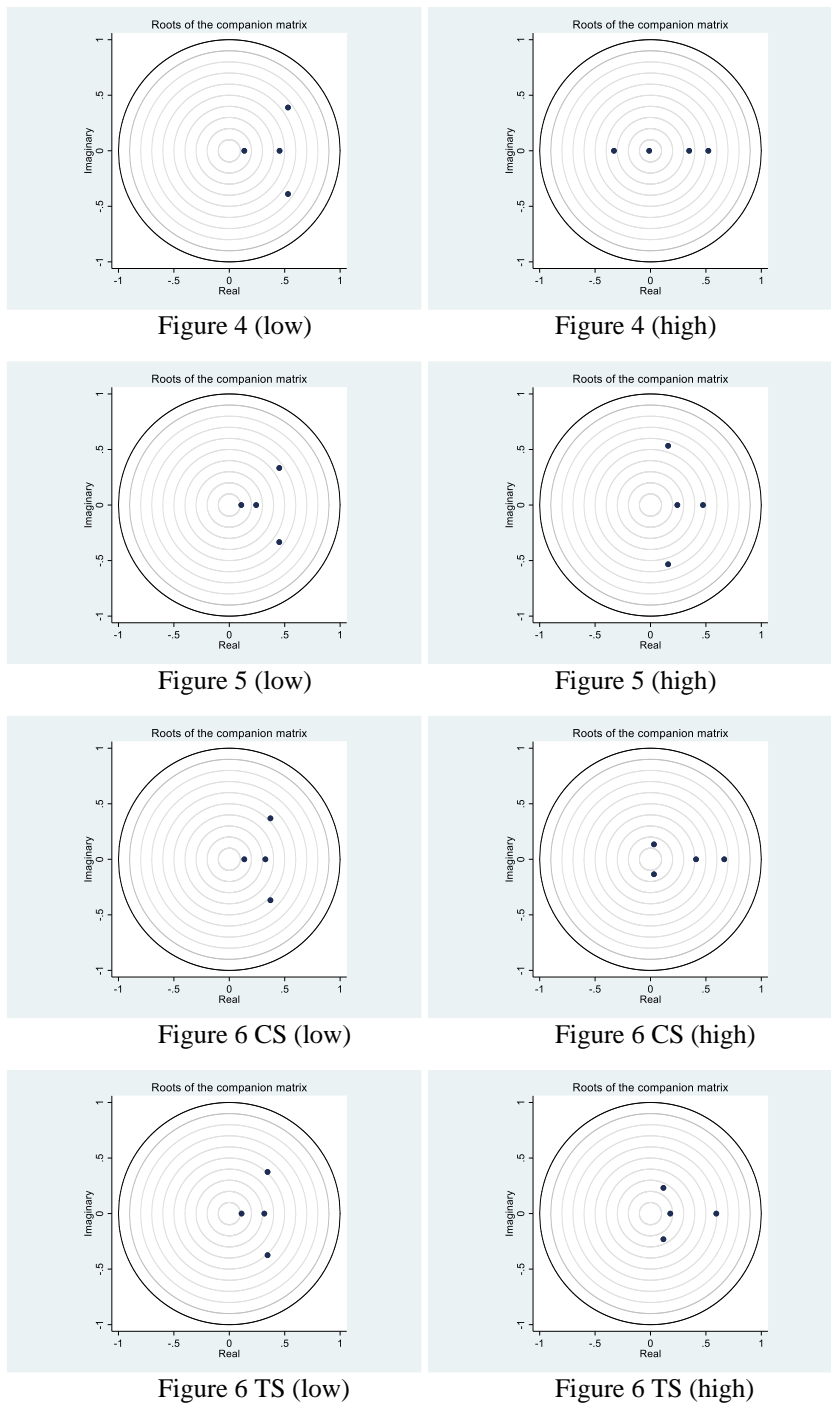 Roots of the companion matrix
1
.5
Imaginary
0
-.5
-1
-1 -.5 0 .5 1
Real
Figure 4 (low)
Roots of the companion matrix
1
.5
Imaginary
0
-.5
-1
-1 -.5 0 .5 1
Real
Figure 4 (high)
Roots of the companion matrix
1
.5
Imaginary
0
-.5
-1
-1 -.5 0 .5 1
Real
Figure 5 (low)
Roots of the companion matrix
1
.5
Imaginary
0
-.5
-1
-1 -.5 0 .5 1
Real
Figure 5 (high)
Roots of the companion matrix
1
.5
Imaginary
0
-.5
-1
-1 -.5 0 .5 1
Real
Figure 6 CS (low)
Roots of the companion matrix
1
.5
Imaginary
0
-.5
-1
-1 -.5 0 .5 1
Real
Figure 6 CS (high)
Roots of the companion matrix
1
.5
Imaginary
0
-.5
-1
-1 -.5 0 .5 1
Real
Figure 6 TS (low)
Roots of the companion matrix
1
.5
Imaginary
0
-.5
-1
-1 -.5 0 .5 1
Real
Figure 6 TS (high)